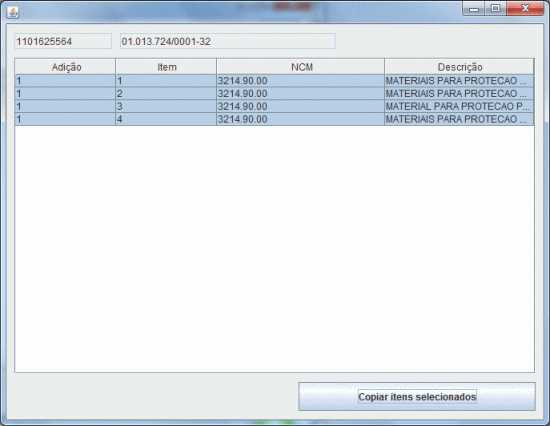 1101625564 01.013.724/0001-32
Adição Item NCM Descrição
1 1 3214.90.00 MATERIAIS PARA PROTECAO ...
1 2 3214.90.00 MATERIAIS PARA PROTECAO ...
1 3 3214.90.00 MATERIAL PARA PROTECAO P...
1 4 3214.90.00 MATERIAIS PARA PROTECAO ...
Copiar itens selecionados